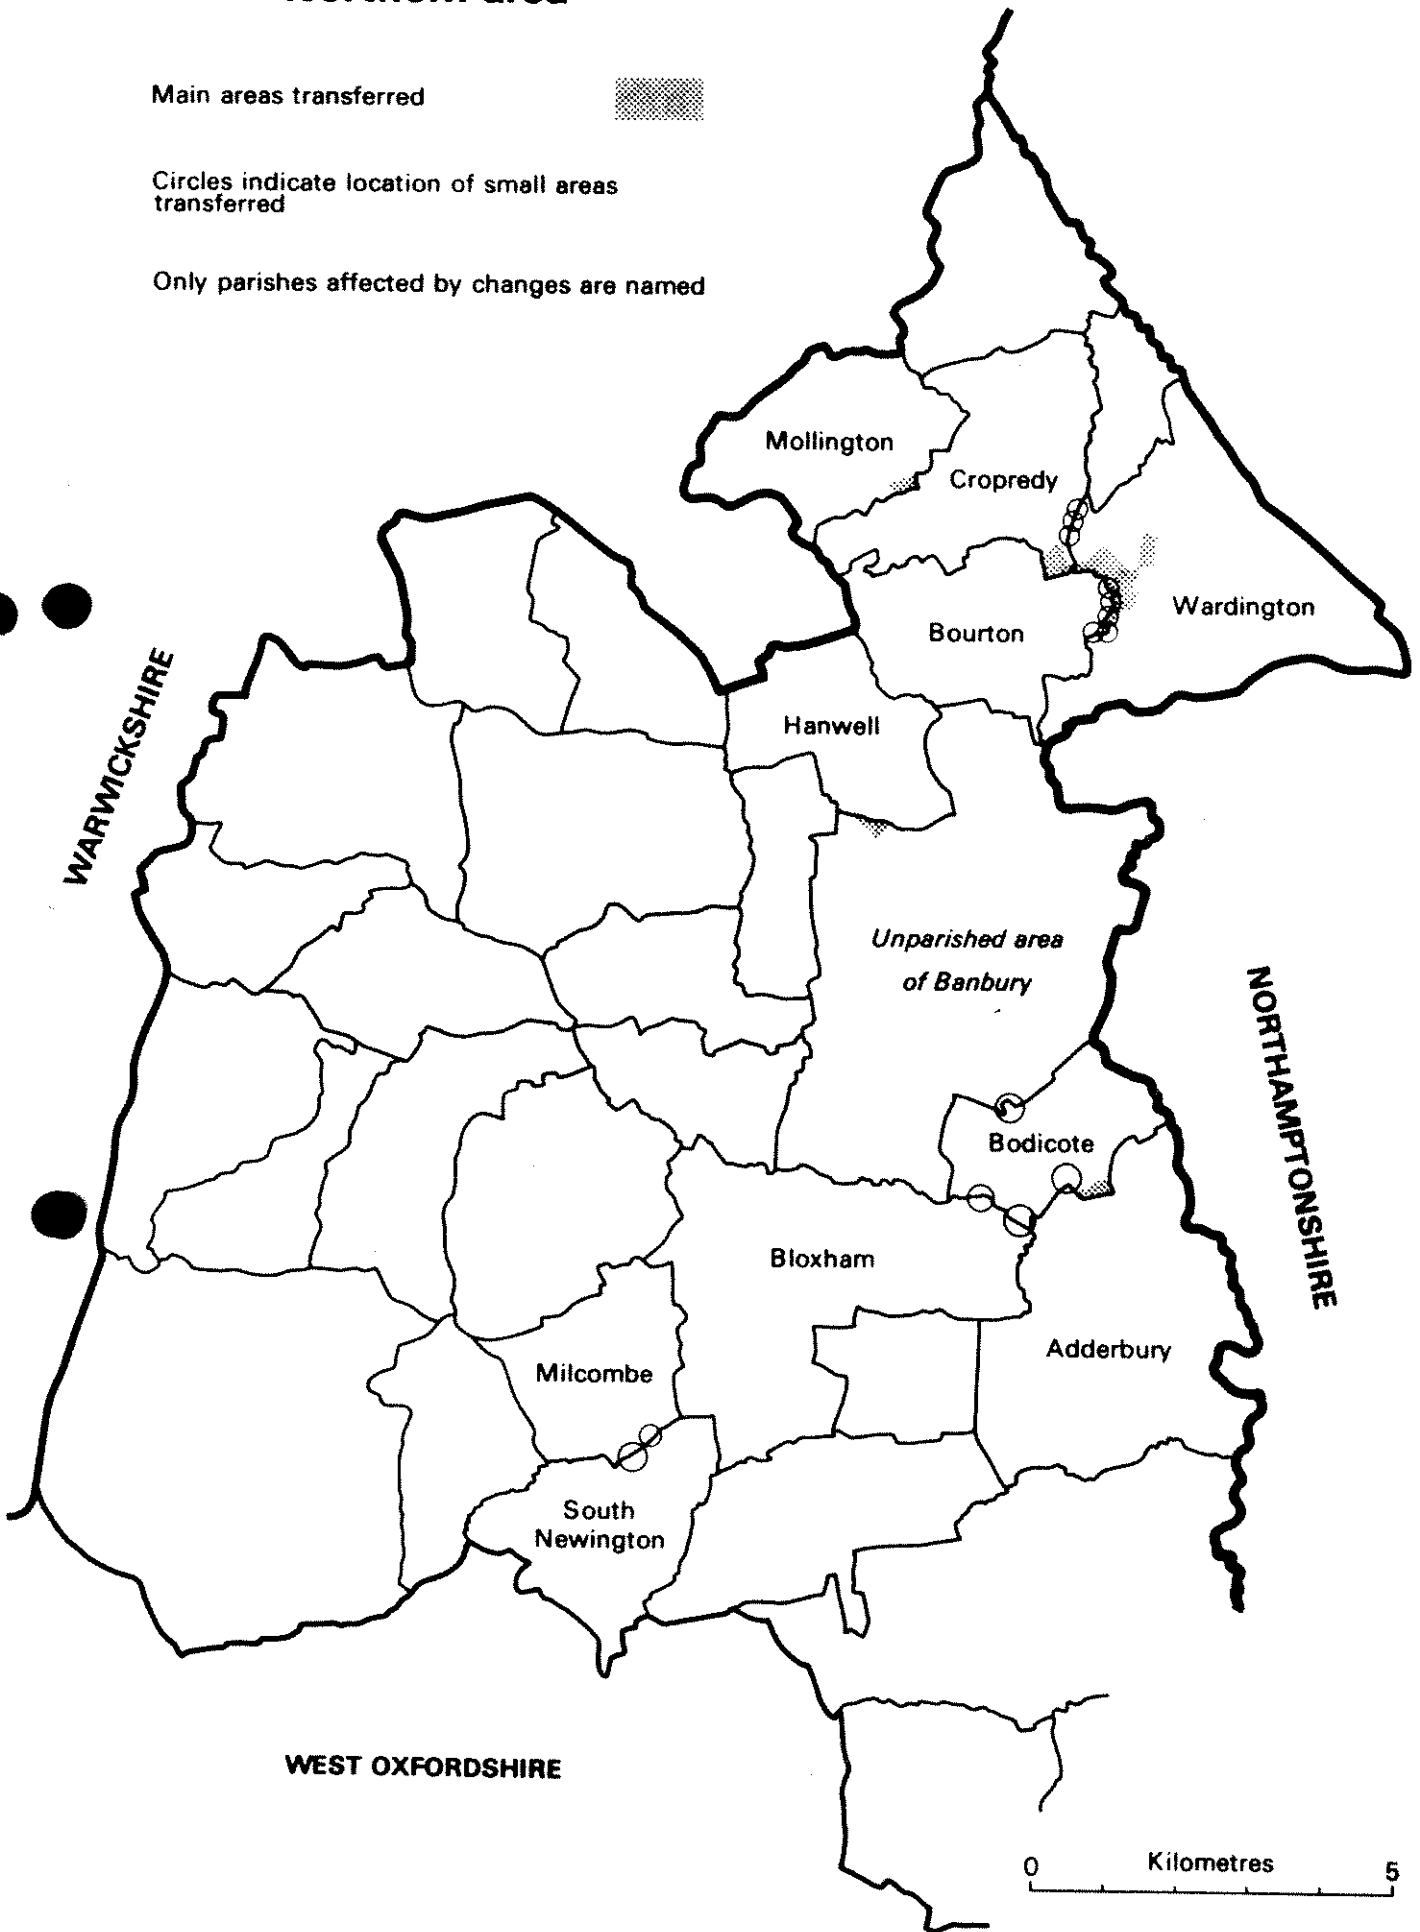 Northern area
Main areas transferred
Circles indicate location of small areas
transferred
Only parishes affected by changes are named
Mollington
Cropredy
Wardington
Bourton
WARWICKSHIRE
Hanwell
Unparished area
of Banbury
NORTHAMPTONSHIRE
Bodicote
Bloxham
Adderbury
Milcombe
South
Newington
WEST OXFORDSHIRE
Kilometres
0 5